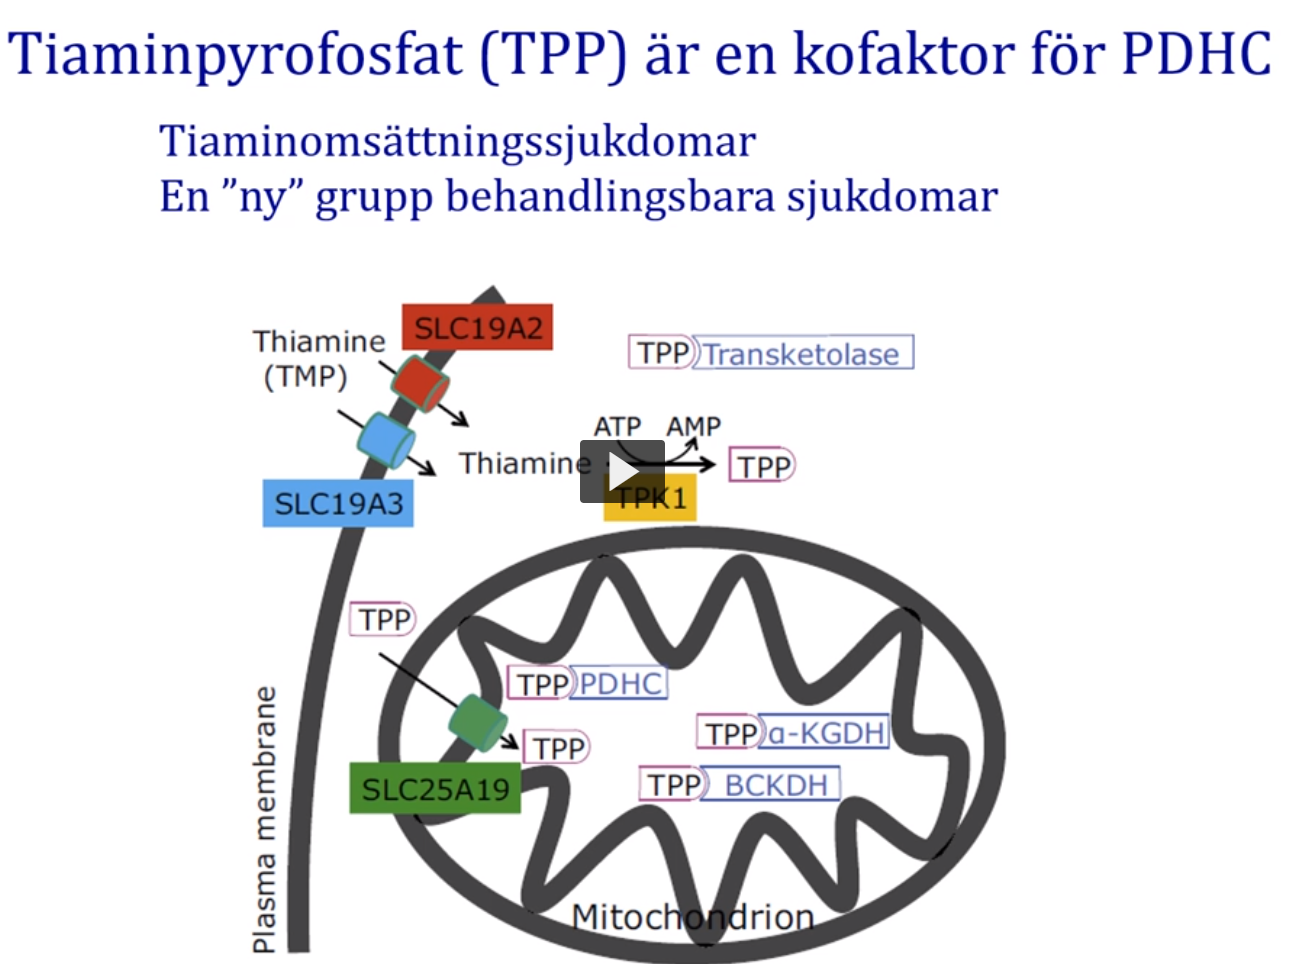 Tiaminpyrofosfat (TPP) är en kofaktor för PDHC
Tiaminomsättningssjukdomar
En ”ny” grupp behandlingsbara sjukdomar
SLC19A2
Thiamine
(TMP)
TPP Transketolase
ATP AMP
Thiamine
TPP
SLC19A3
TPK1
TPP
TPP PDHC
TPP α-KGDH
TPP
TPP BCKDH
SLC25A19
Plasma membrane
Mitochondrion